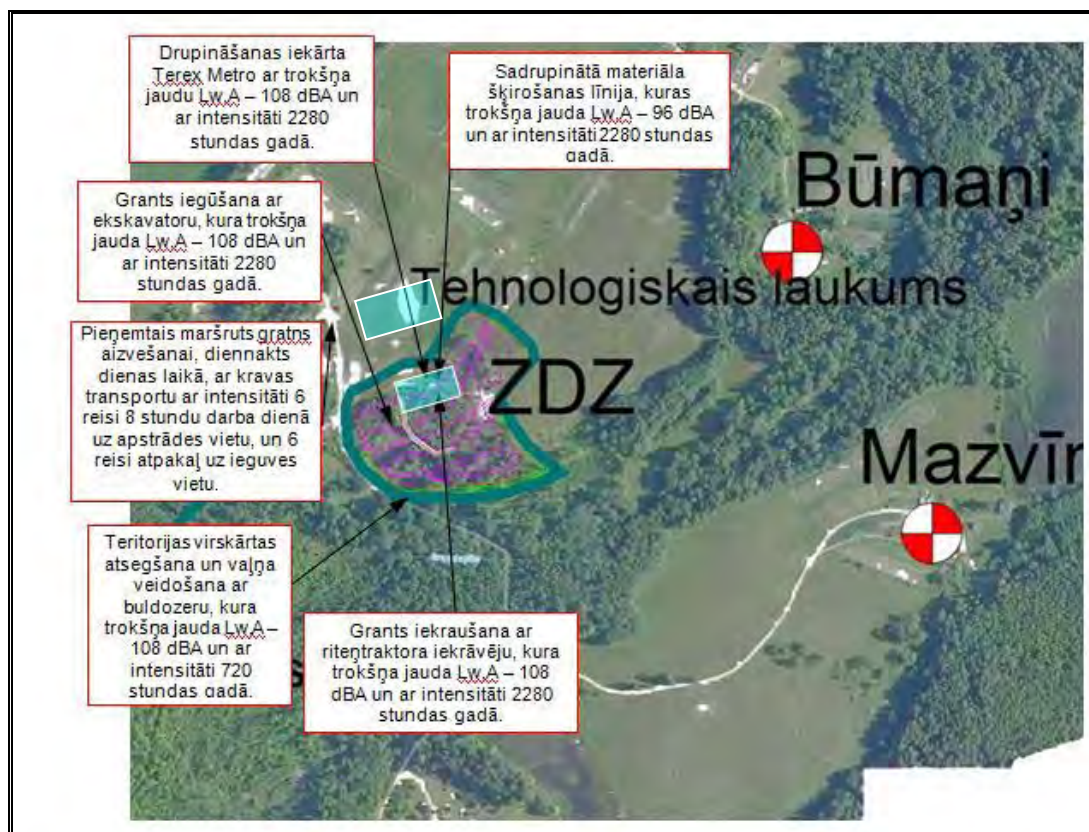 Drupināšanas iekārta
Terex Metro ar trokšņa
jaudu Lw,A – 108 dBA un
ar intensitāti 2280
stundas gadā.
Sadrupinātā materiāla
šķirošanas līnija, kuras
trokšņa jauda Lw,A – 96 dBA
un ar intensitāti 2280 stundas
gadā.
Grants iegūšana ar
ekskavatoru, kura trokšņa
jauda Lw,A – 108 dBA un
ar intensitāti 2280
stundas gadā.
Būmaņi
Tehnologiskais laukums
Pieņemtais maršruts gratns
aizvešanai, diennakts
dienas laikā, ar kravas
transportu ar intensitāti 6
reisi 8 stundu darba dienā
uz apstrādes vietu, un 6
reisi atpakaļ uz ieguves
vietu.
ZDZ
Mazvīr
Teritorijas virskārtas
atsegšana un vaļņa
veidošana ar
buldozeru, kura
trokšņa jauda Lw,A –
108 dBA un ar
intensitāti 720
stundas gadā.
Grants iekraušana ar
riteņtraktora iekrāvēju, kura
trokšņa jauda Lw,A – 108
dBA un ar intensitāti 2280
stundas gadā.